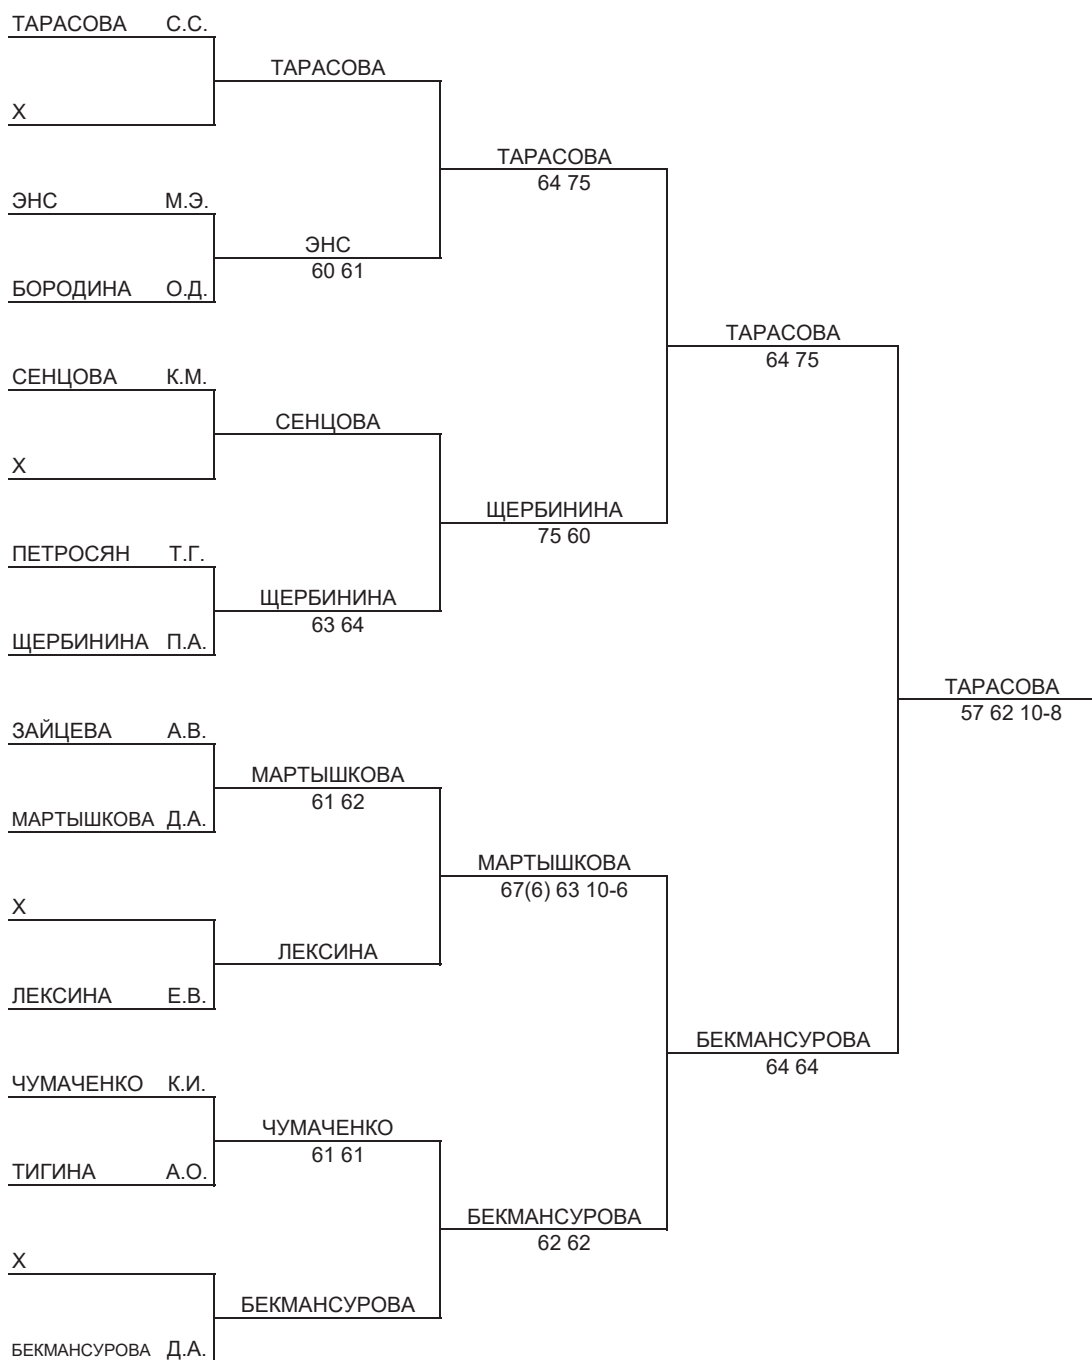 ТАРАСОВА С.С.
ТАРАСОВА
Х
ТАРАСОВА
64 75
ЭНС М.Э.
ЭНС
60 61
БОРОДИНА О.Д.
ТАРАСОВА
64 75
СЕНЦОВА К.М.
СЕНЦОВА
Х
ЩЕРБИНИНА
75 60
ПЕТРОСЯН Т.Г.
ЩЕРБИНИНА
63 64
ЩЕРБИНИНА П.А.
ТАРАСОВА
57 62 10-8
ЗАЙЦЕВА А.В.
МАРТЫШКОВА
61 62
МАРТЫШКОВА Д.А.
МАРТЫШКОВА
67(6) 63 10-6
Х
ЛЕКСИНА
ЛЕКСИНА Е.В.
БЕКМАНСУРОВА
64 64
ЧУМАЧЕНКО К.И.
ЧУМАЧЕНКО
61 61
ТИГИНА А.О.
БЕКМАНСУРОВА
62 62
Х
БЕКМАНСУРОВА
БЕКМАНСУРОВА Д.А.